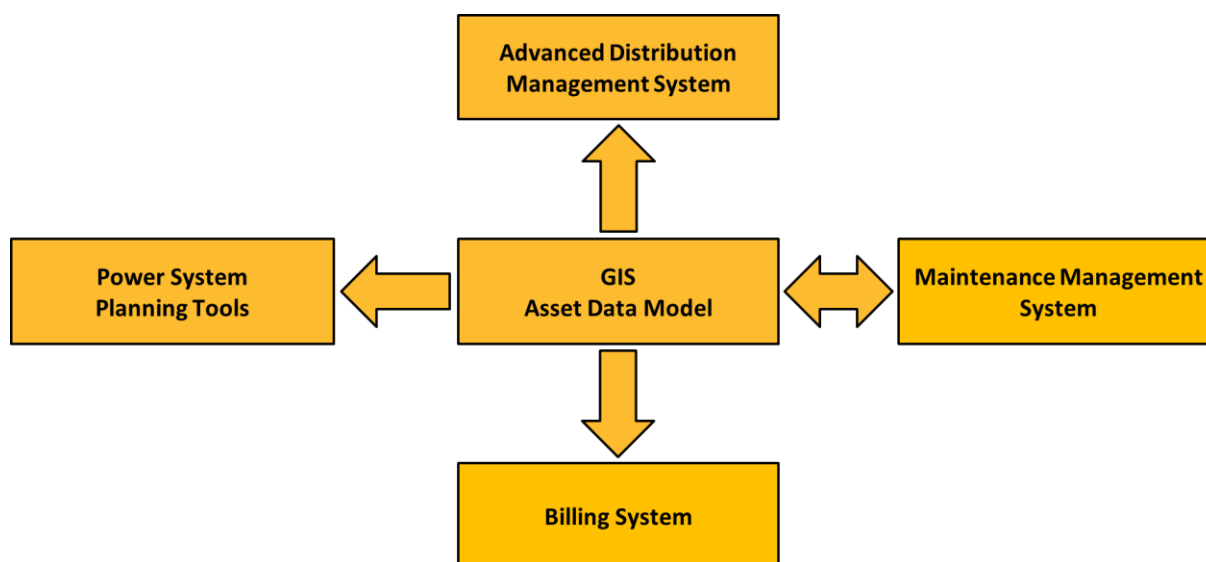 Advanced Distribution
Management System
Power System
Planning Tools
GIS
Asset Data Model
Maintenance Management
System
Billing System